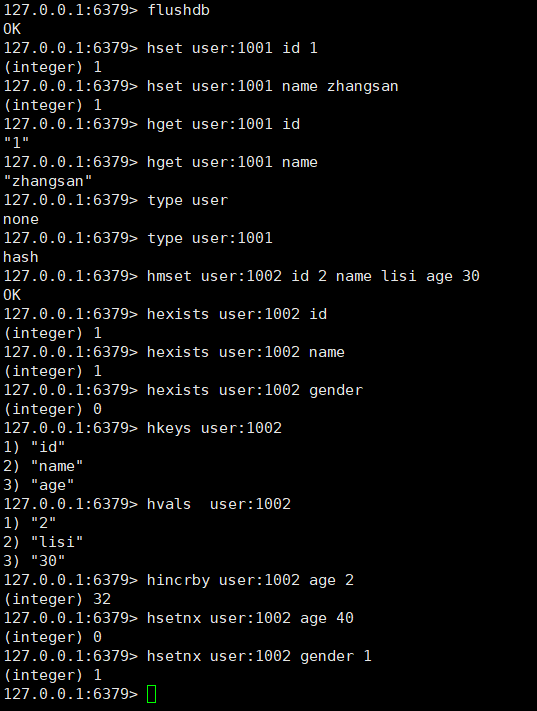 127.0.0.1:6379> flushdb
OK
127.0.0.1:6379> hset user:1001 id 1
(integer) 1
127.0.0.1:6379> hset user:1001 name zhangsan
(integer) 1
127.0.0.1:6379> hget user:1001 id
"1"
127.0.0.1:6379> hget user:1001 name
"zhangsan"
127.0.0.1:6379> type user
none
127.0.0.1:6379> type user:1001
hash
127.0.0.1:6379> hmset user:1002 id 2 name lisi age 30
OK
127.0.0.1:6379> hexists user:1002 id
(integer) 1
127.0.0.1:6379> hexists user:1002 name
(integer) 1
127.0.0.1:6379> hexists user:1002 gender
(integer) 0
127.0.0.1:6379> hkeys user:1002
1) "id"
2) "name"
3) "age"
127.0.0.1:6379> hvals  user:1002
1) "2"
2) "lisi"
3) "30"
127.0.0.1:6379> hincrby user:1002 age 2
(integer) 32
127.0.0.1:6379> hsetnx user:1002 age 40
(integer) 0
127.0.0.1:6379> hsetnx user:1002 gender 1
(integer) 1
127.0.0.1:6379>